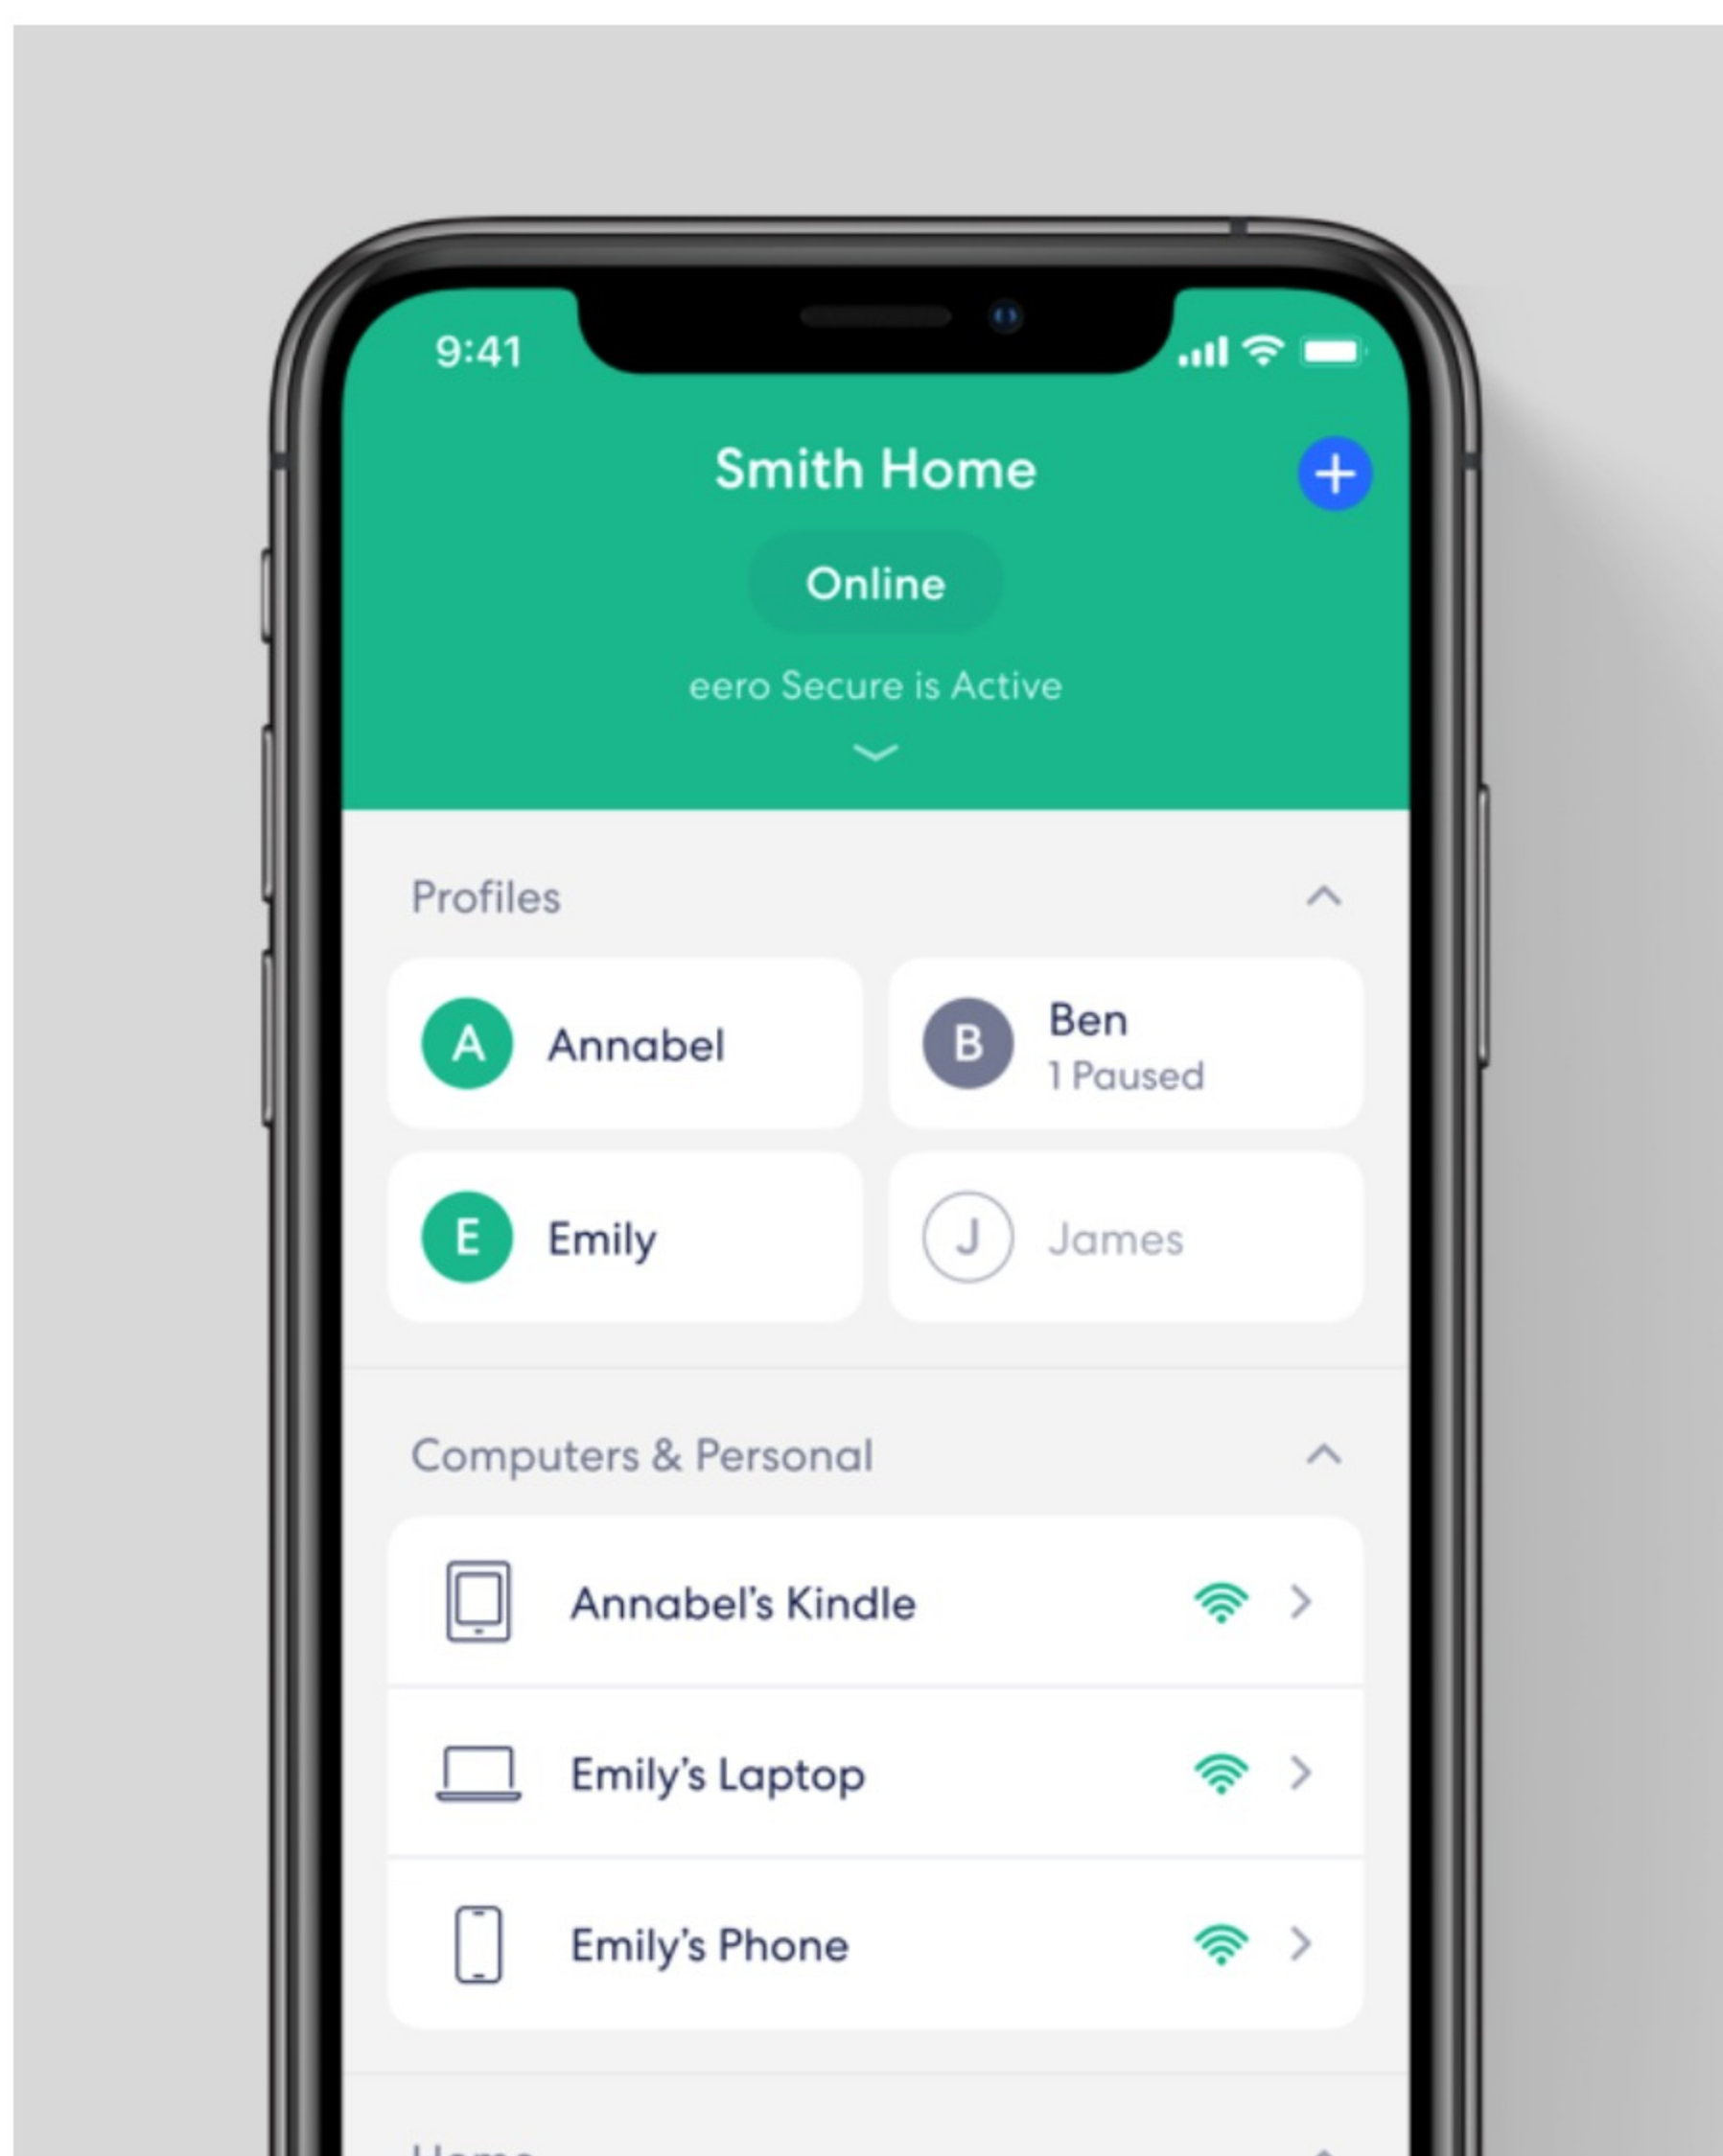 9:41
Smith Home
Online
eero Secure is Active
Profiles
A Annabel
B Ben
1 Paused
E Emily
J James
Computers & Personal
Annabel's Kindle
Emily's Laptop
Emily's Phone